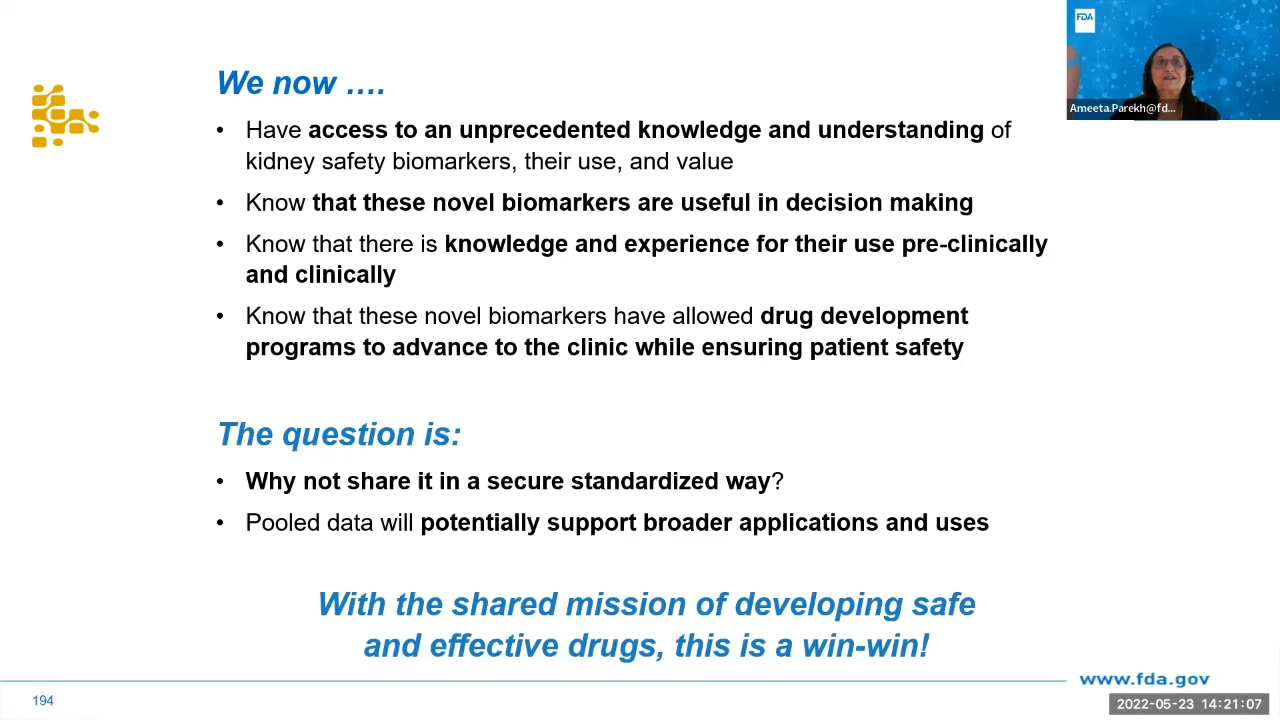 FDA
Ameeta.Parekh@fd...
We now ....
• Have access to an unprecedented knowledge and understanding of
kidney safety biomarkers, their use, and value
• Know that these novel biomarkers are useful in decision making
• Know that there is knowledge and experience for their use pre-clinically
and clinically
• Know that these novel biomarkers have allowed drug development
programs to advance to the clinic while ensuring patient safety
The question is:
• Why not share it in a secure standardized way?
• Pooled data will potentially support broader applications and uses
With the shared mission of developing safe
and effective drugs, this is a win-win!
www.fda.gov
194
2022-05-23 14:21:07